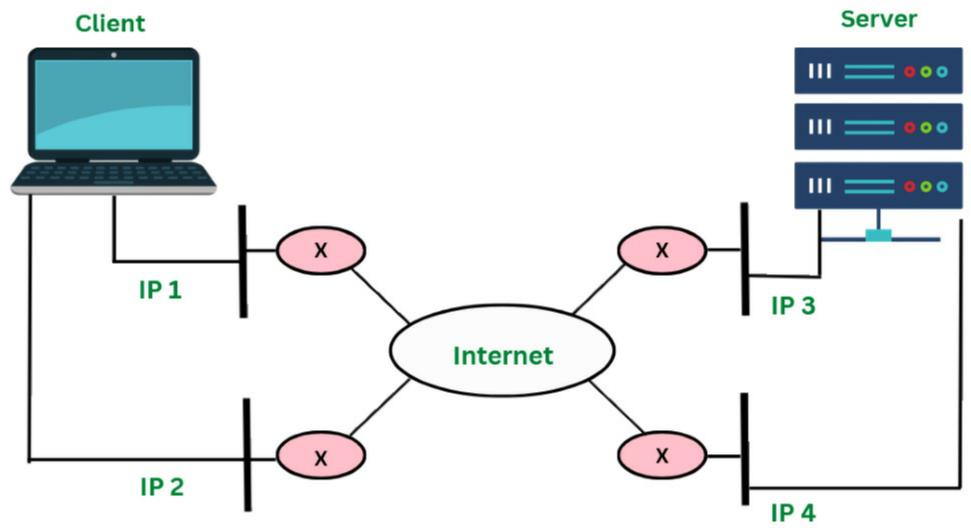 Client
Server
X
X
IP 1
IP 3
Internet
X
X
IP 2
IP 4